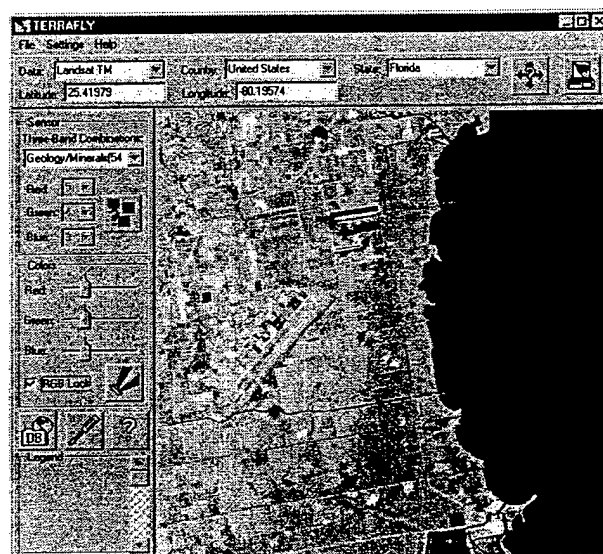 TERRAFLY
File Settings Help
Data: Landsat TM Country: United States State: Florida
Latitude: 25.41979 Longitude: -80.19574
Sensor
Three-Band Combinations
Geology/Minerals(54
Red:
Green:
Blue:
Colors
Red:
Green:
Blue:
RGB Lock
DB ?
Legend